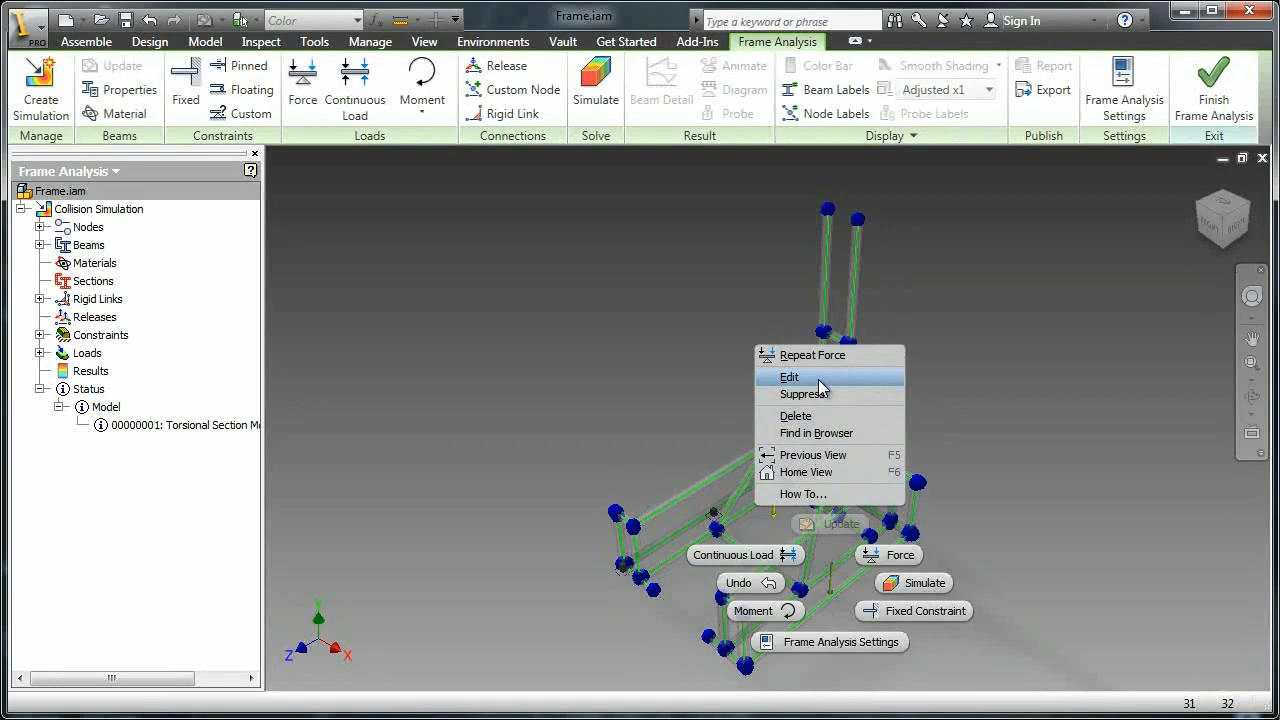 PRO
Color
Frame.iam
Type a keyword or phrase
Sign In
Assemble Design Model Inspect Tools Manage View Environments Vault Get Started Add-Ins Frame Analysis
Create Simulation
Update
Properties
Material
Fixed
Pinned
Floating
Custom
Force
Continuous Load
Moment
Release
Custom Node
Rigid Link
Simulate
Beam Detail
Animate
Diagram
Probe
Color Bar
Beam Labels
Node Labels
Smooth Shading
Adjusted x1
Probe Labels
Report
Export
Frame Analysis Settings
Finish Frame Analysis
Manage Beams Constraints Loads Connections Solve Result Display Publish Settings Exit
Frame Analysis
Frame.iam
Collision Simulation
Nodes
Beams
Materials
Sections
Rigid Links
Releases
Constraints
Loads
Results
Status
Model
00000001: Torsional Section M
Repeat Force
Edit
Suppress
Delete
Find in Browser
Previous View F5
Home View F6
How To...
Update
Continuous Load
Force
Undo
Simulate
Moment
Fixed Constraint
Frame Analysis Settings
Y
Z
X
31 32